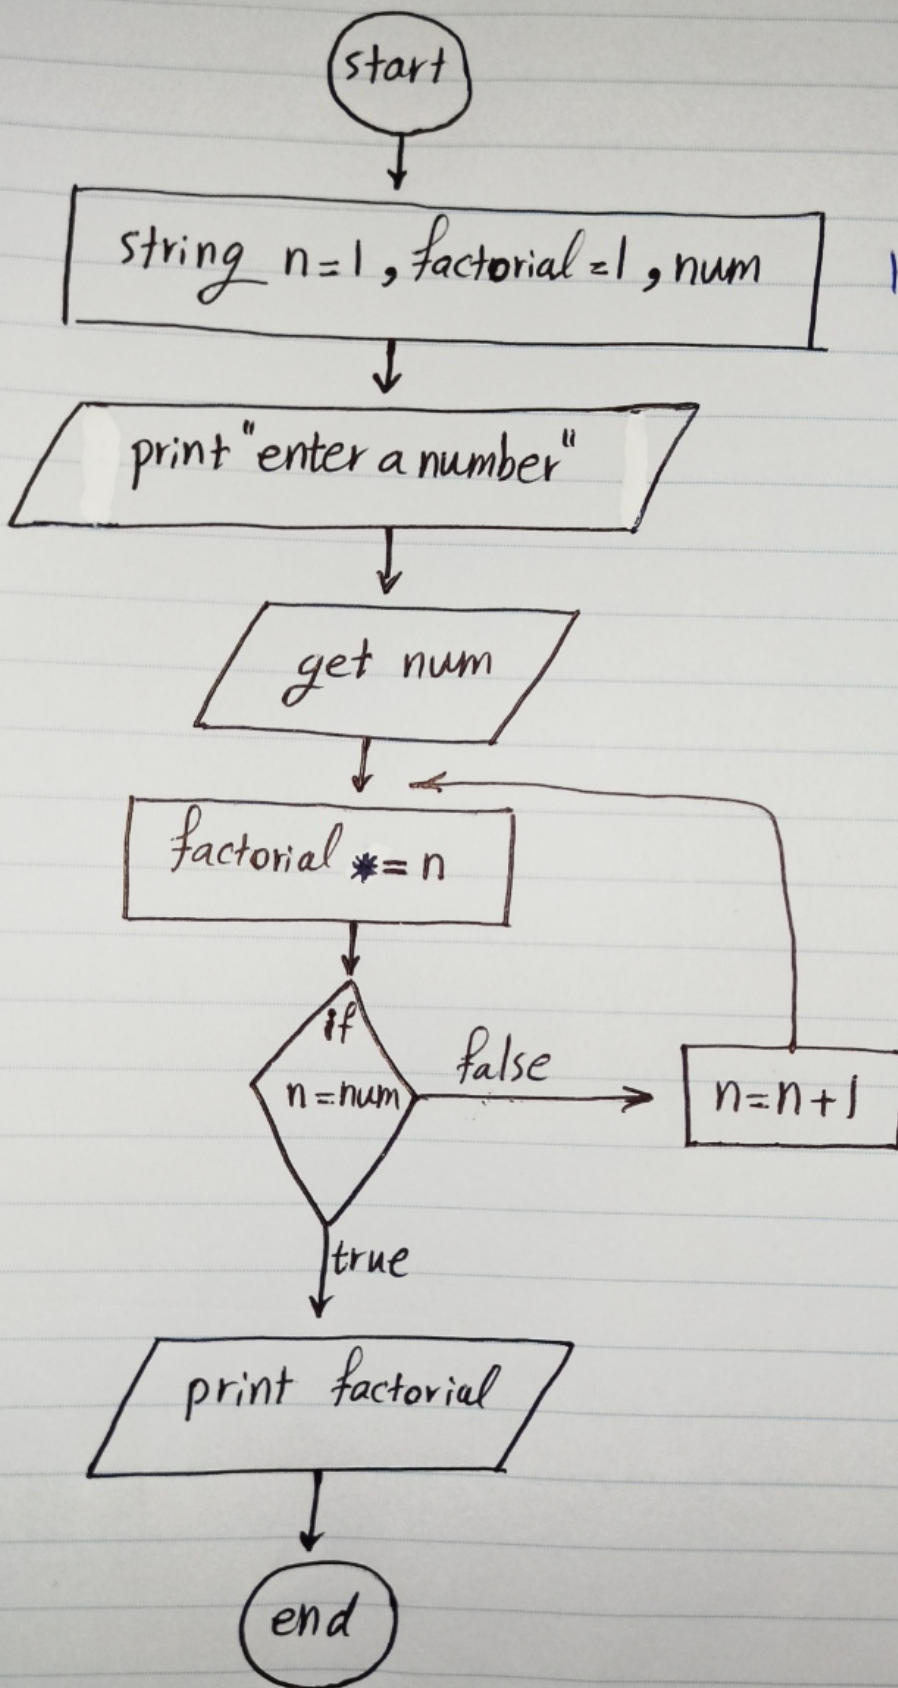 start
string n=1, factorial=1, num
print "enter a number"
get num
factorial *= n
if
n=num
false
n=n+1
true
print factorial
end